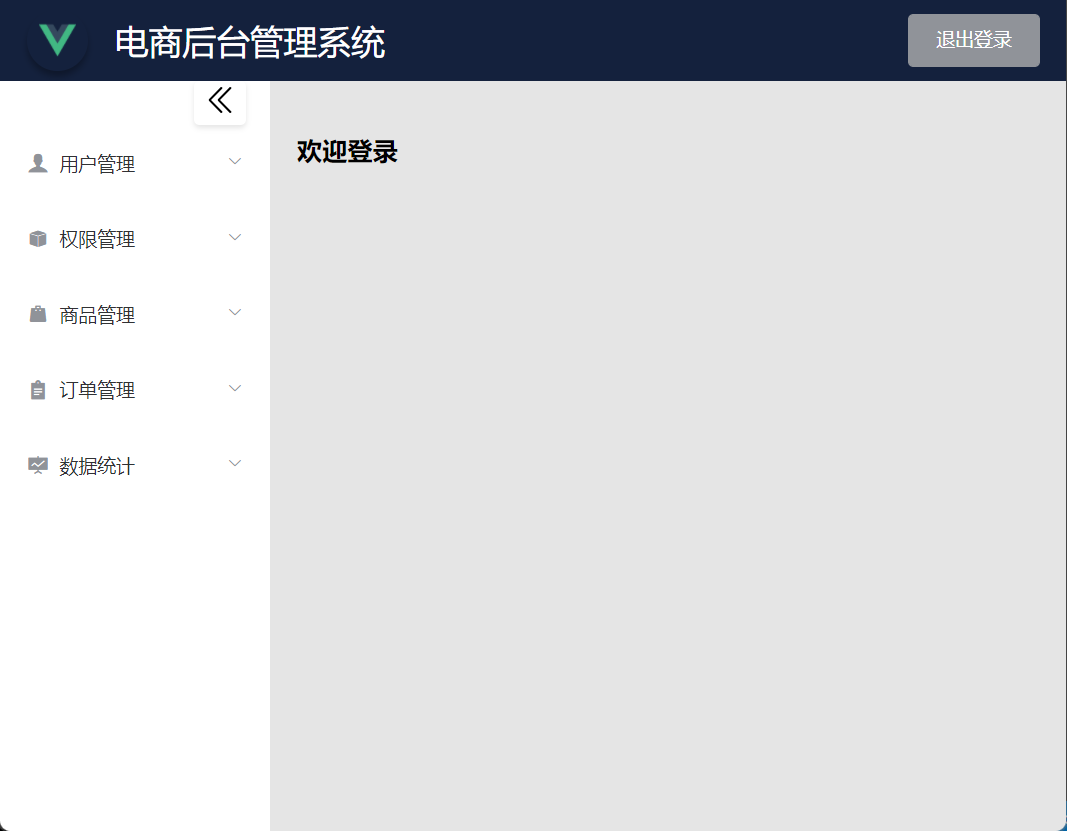 电商后台管理系统
退出登录
欢迎登录
用户管理
权限管理
商品管理
订单管理
数据统计